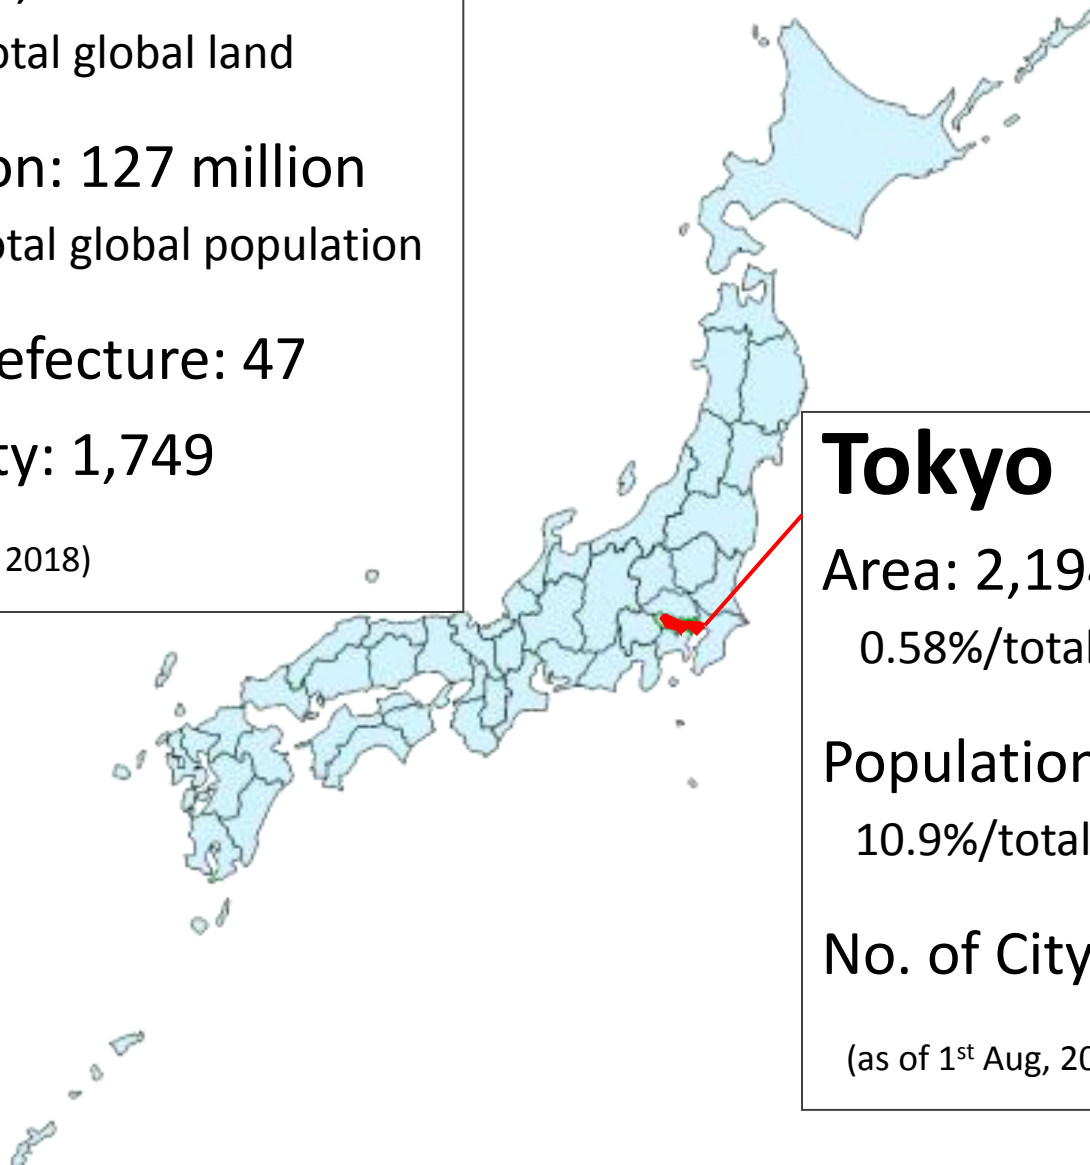 otal global land
on: 127 million
otal global population
efecture: 47
ty: 1,749
2018)
Tokyo
Area: 2,19
0.58%/total
Population
10.9%/total
No. of City
(as of 1st Aug, 20